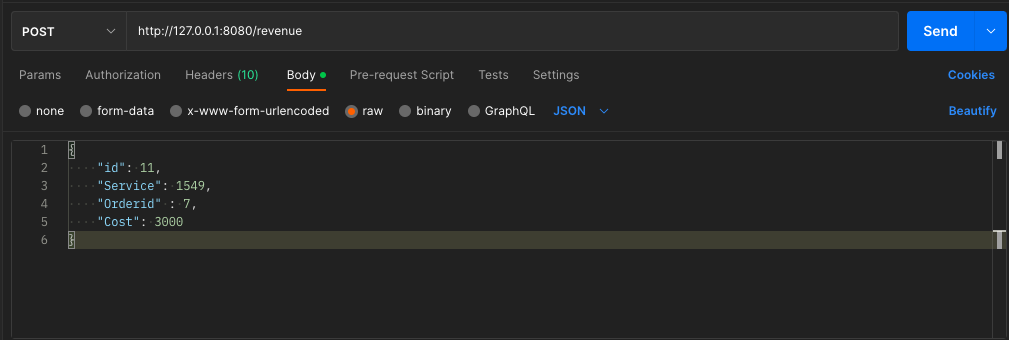 POST http://127.0.0.1:8080/revenue Send
Params Authorization Headers (10) Body Pre-request Script Tests Settings Cookies
none form-data x-www-form-urlencoded raw binary GraphQL JSON Beautify
1 {
2 "id": 11,
3 "Service": 1549,
4 "Orderid" : 7,
5 "Cost": 3000
6 }